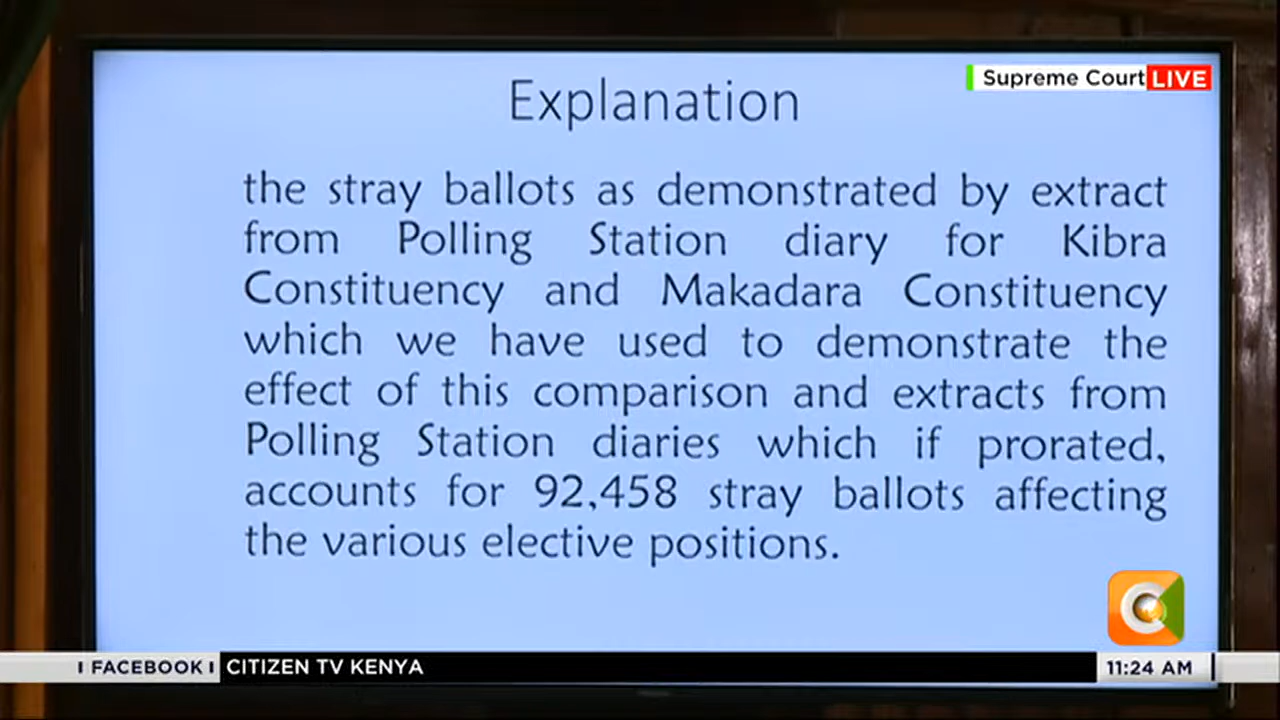 Supreme Court LIVE
Explanation
the stray ballots as demonstrated by extract
from Polling Station diary for Kibra
Constituency and Makadara Constituency
which we have used to demonstrate the
effect of this comparison and extracts from
Polling Station diaries which if prorated,
accounts for 92,458 stray ballots affecting
the various elective positions.
FACEBOOK CITIZEN TV KENYA 11:24 AM